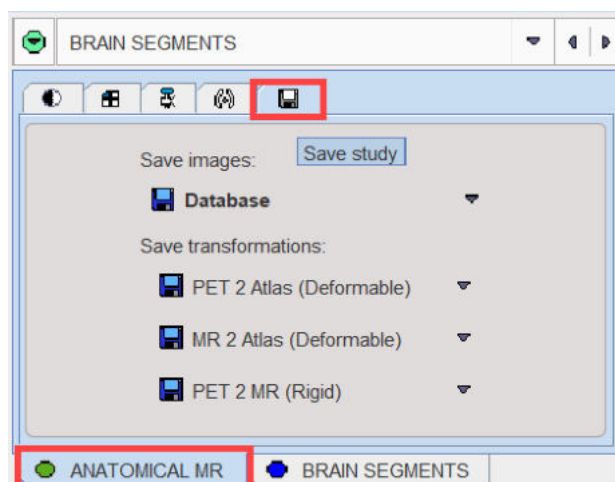 BRAIN SEGMENTS
Save images:
Save study
Database
Save transformations:
PET 2 Atlas (Deformable)
MR 2 Atlas (Deformable)
PET 2 MR (Rigid)
ANATOMICAL MR
BRAIN SEGMENTS